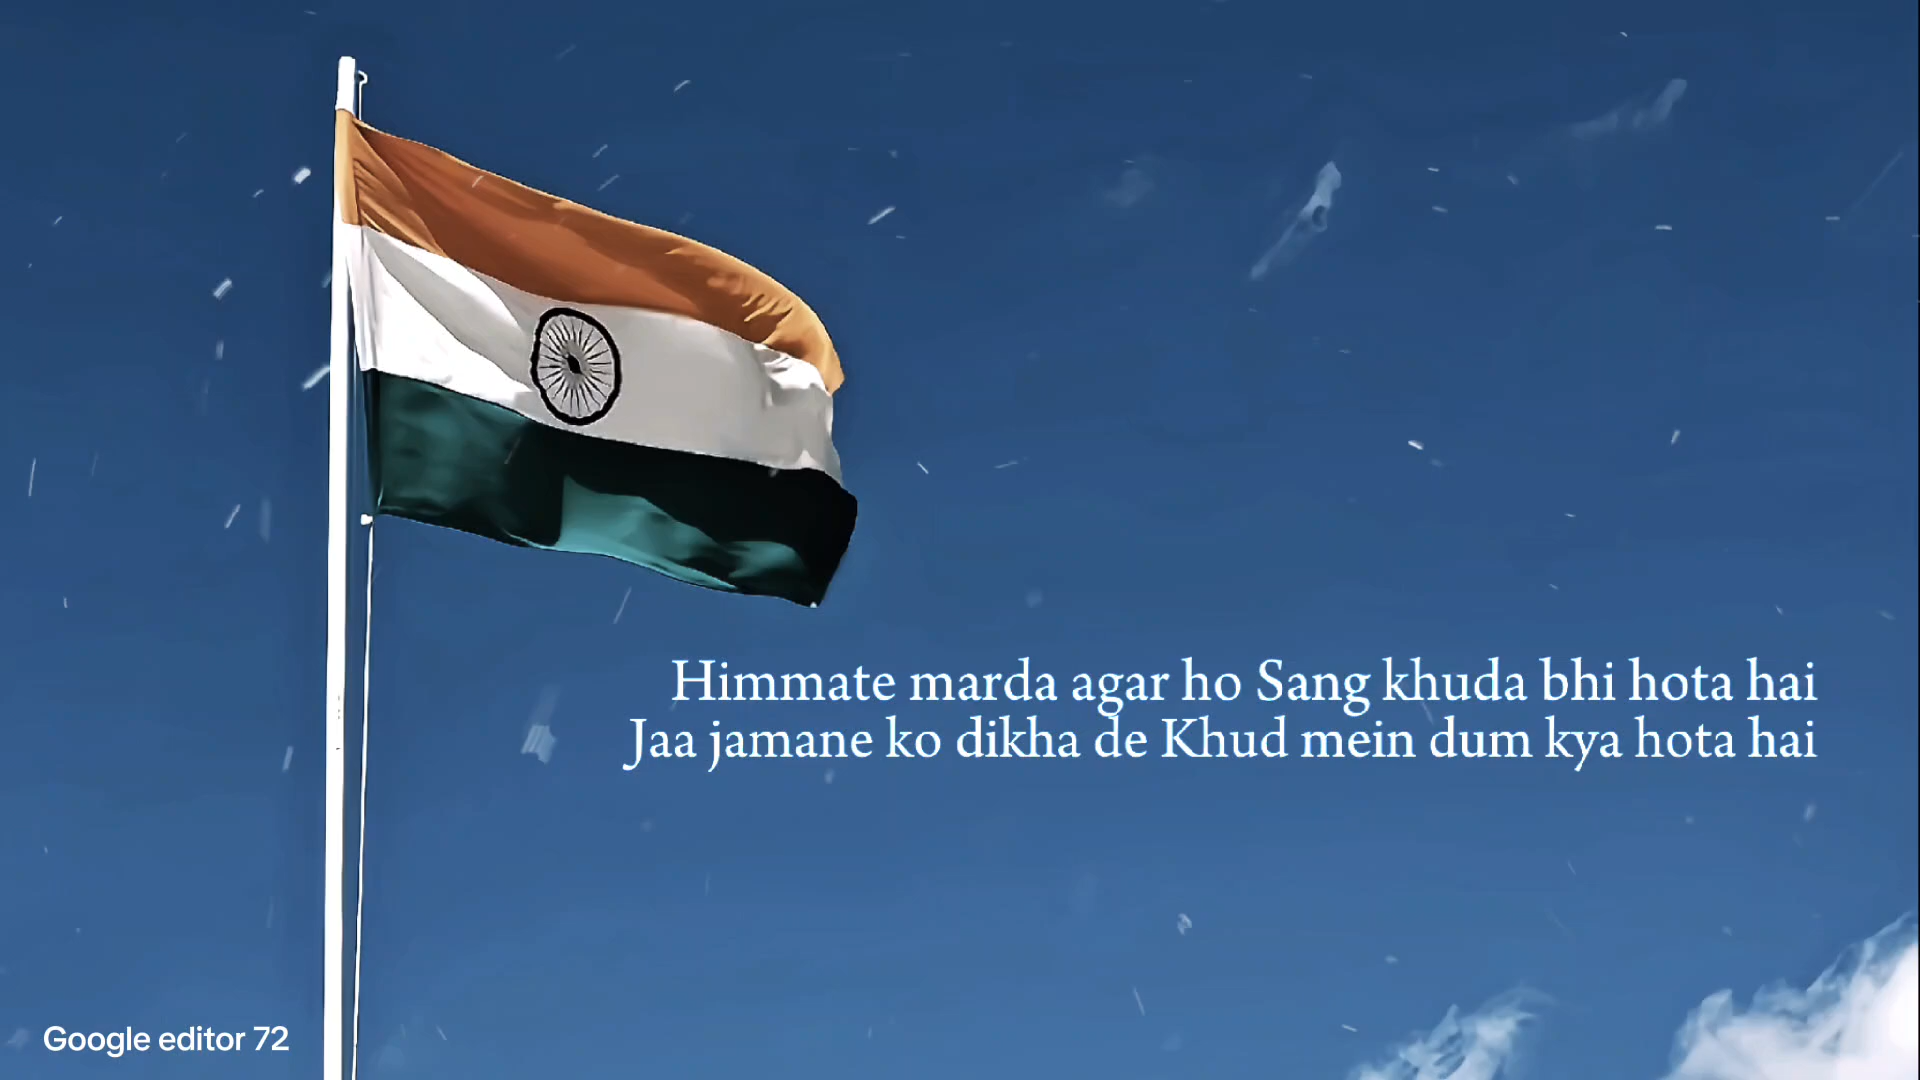 Himmate marda agar ho Sang khuda bhi hota hai
Jaa jamane ko dikha de Khud mein dum kya hota hai
Google editor 72